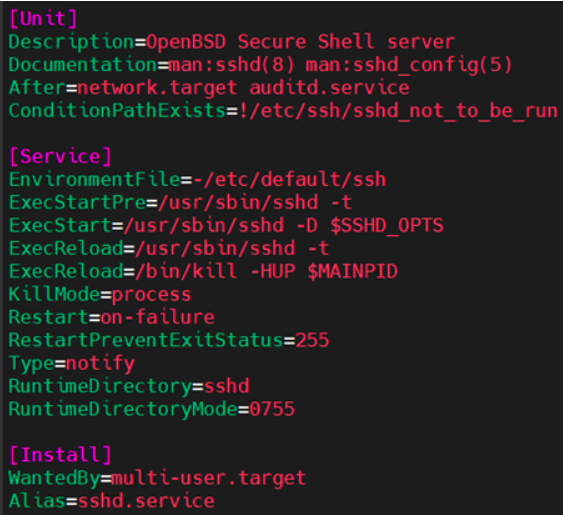 [Unit]
Description=OpenBSD Secure Shell server
Documentation=man:sshd(8) man:sshd_config(5)
After=network.target auditd.service
ConditionPathExists=!/etc/ssh/sshd_not_to_be_run

[Service]
EnvironmentFile=-/etc/default/ssh
ExecStartPre=/usr/sbin/sshd -t
ExecStart=/usr/sbin/sshd -D $SSHD_OPTS
ExecReload=/usr/sbin/sshd -t
ExecReload=/bin/kill -HUP $MAINPID
KillMode=process
Restart=on-failure
RestartPreventExitStatus=255
Type=notify
RuntimeDirectory=sshd
RuntimeDirectoryMode=0755

[Install]
WantedBy=multi-user.target
Alias=sshd.service